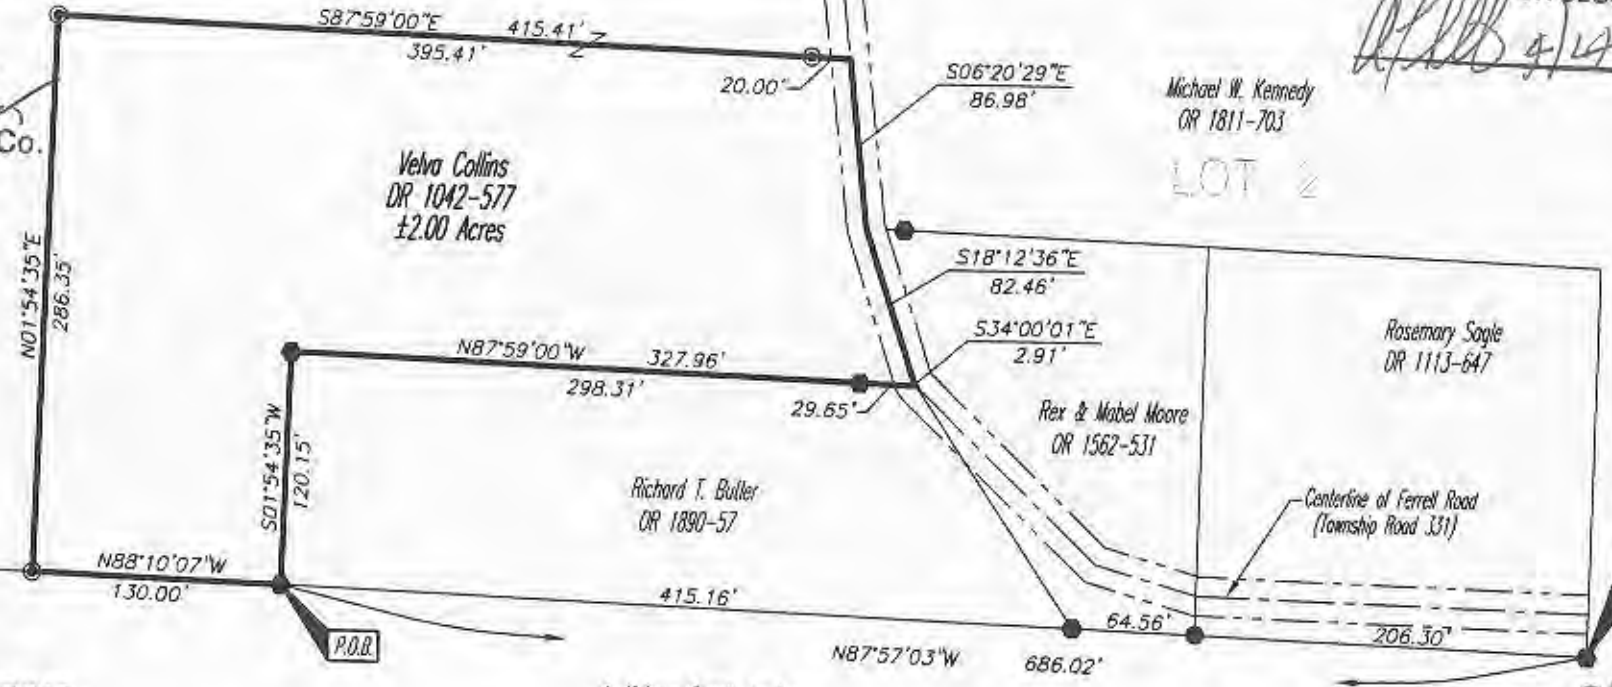 S87°59'00"E 415.41'
395.41'
20.00'
S06°20'29"E
86.98'
Michael W. Kennedy
OR 1811-703
LOT 2
Co.
Velva Collins
DR 1042-577
±2.00 Acres
N01°54'35"E
286.35'
S18°12'36"E
82.46'
S34°00'01"E
2.91'
Rosemary Sagle
OR 1113-647
N87°59'00"W 327.96'
298.31'
29.65'
Rex & Mabel Moore
OR 1562-531
S01°54'35"W
120.15'
Richard T. Butler
OR 1890-57
Centerline of Ferrell Road
(Township Road 331)
N88°10'07"W
130.00'
415.16'
64.56'
206.30'
P.O.B.
N87°57'03"W 686.02'